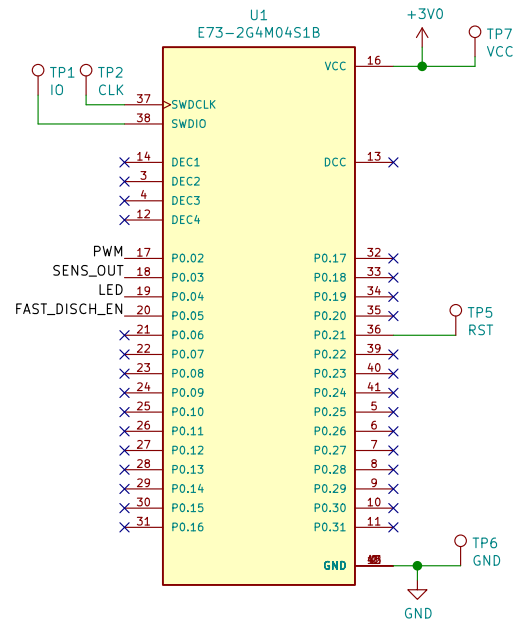 U1
E73-2G4M04S1B
+3V0
TP7
VCC
TP1
IO
TP2
CLK
VCC 16
37 SWDCLK
38 SWDIO
14 DEC1
DCC 13
3 DEC2
4 DEC3
12 DEC4
PWM 17 P0.02
P0.17 32
SENS_OUT 18 P0.03
P0.18 33
LED 19 P0.04
P0.19 34
FAST_DISCH_EN 20 P0.05
P0.20 35
21 P0.06
P0.21 36
TP5
RST
22 P0.07
P0.22 39
23 P0.08
P0.23 40
24 P0.09
P0.24 41
25 P0.10
P0.25 5
26 P0.11
P0.26 6
27 P0.12
P0.27 7
28 P0.13
P0.28 8
29 P0.14
P0.29 9
30 P0.15
P0.30 10
31 P0.16
P0.31 11
GND
TP6
GND
GND